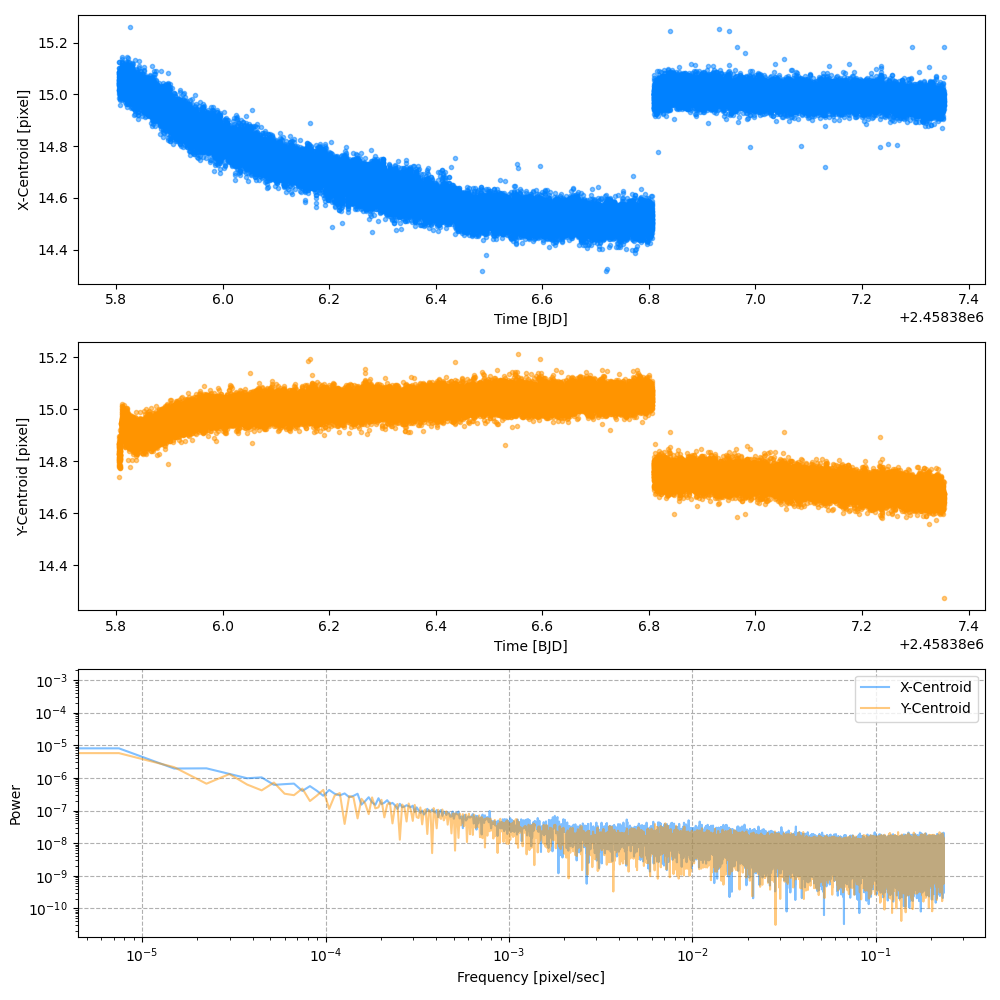 15.2
15.0
14.8
14.6
14.4
X-Centroid [pixel]
5.8 6.0 6.2 6.4 6.6 6.8 7.0 7.2 7.4
Time [BJD]
+2.45838e6
15.2
15.0
14.8
14.6
14.4
Y-Centroid [pixel]
5.8 6.0 6.2 6.4 6.6 6.8 7.0 7.2 7.4
Time [BJD]
+2.45838e6
10⁻³
10⁻⁴
10⁻⁵
10⁻⁶
10⁻⁷
10⁻⁸
10⁻⁹
10⁻¹⁰
Power
X-Centroid
Y-Centroid
10⁻⁵ 10⁻⁴ 10⁻³ 10⁻² 10⁻¹
Frequency [pixel/sec]